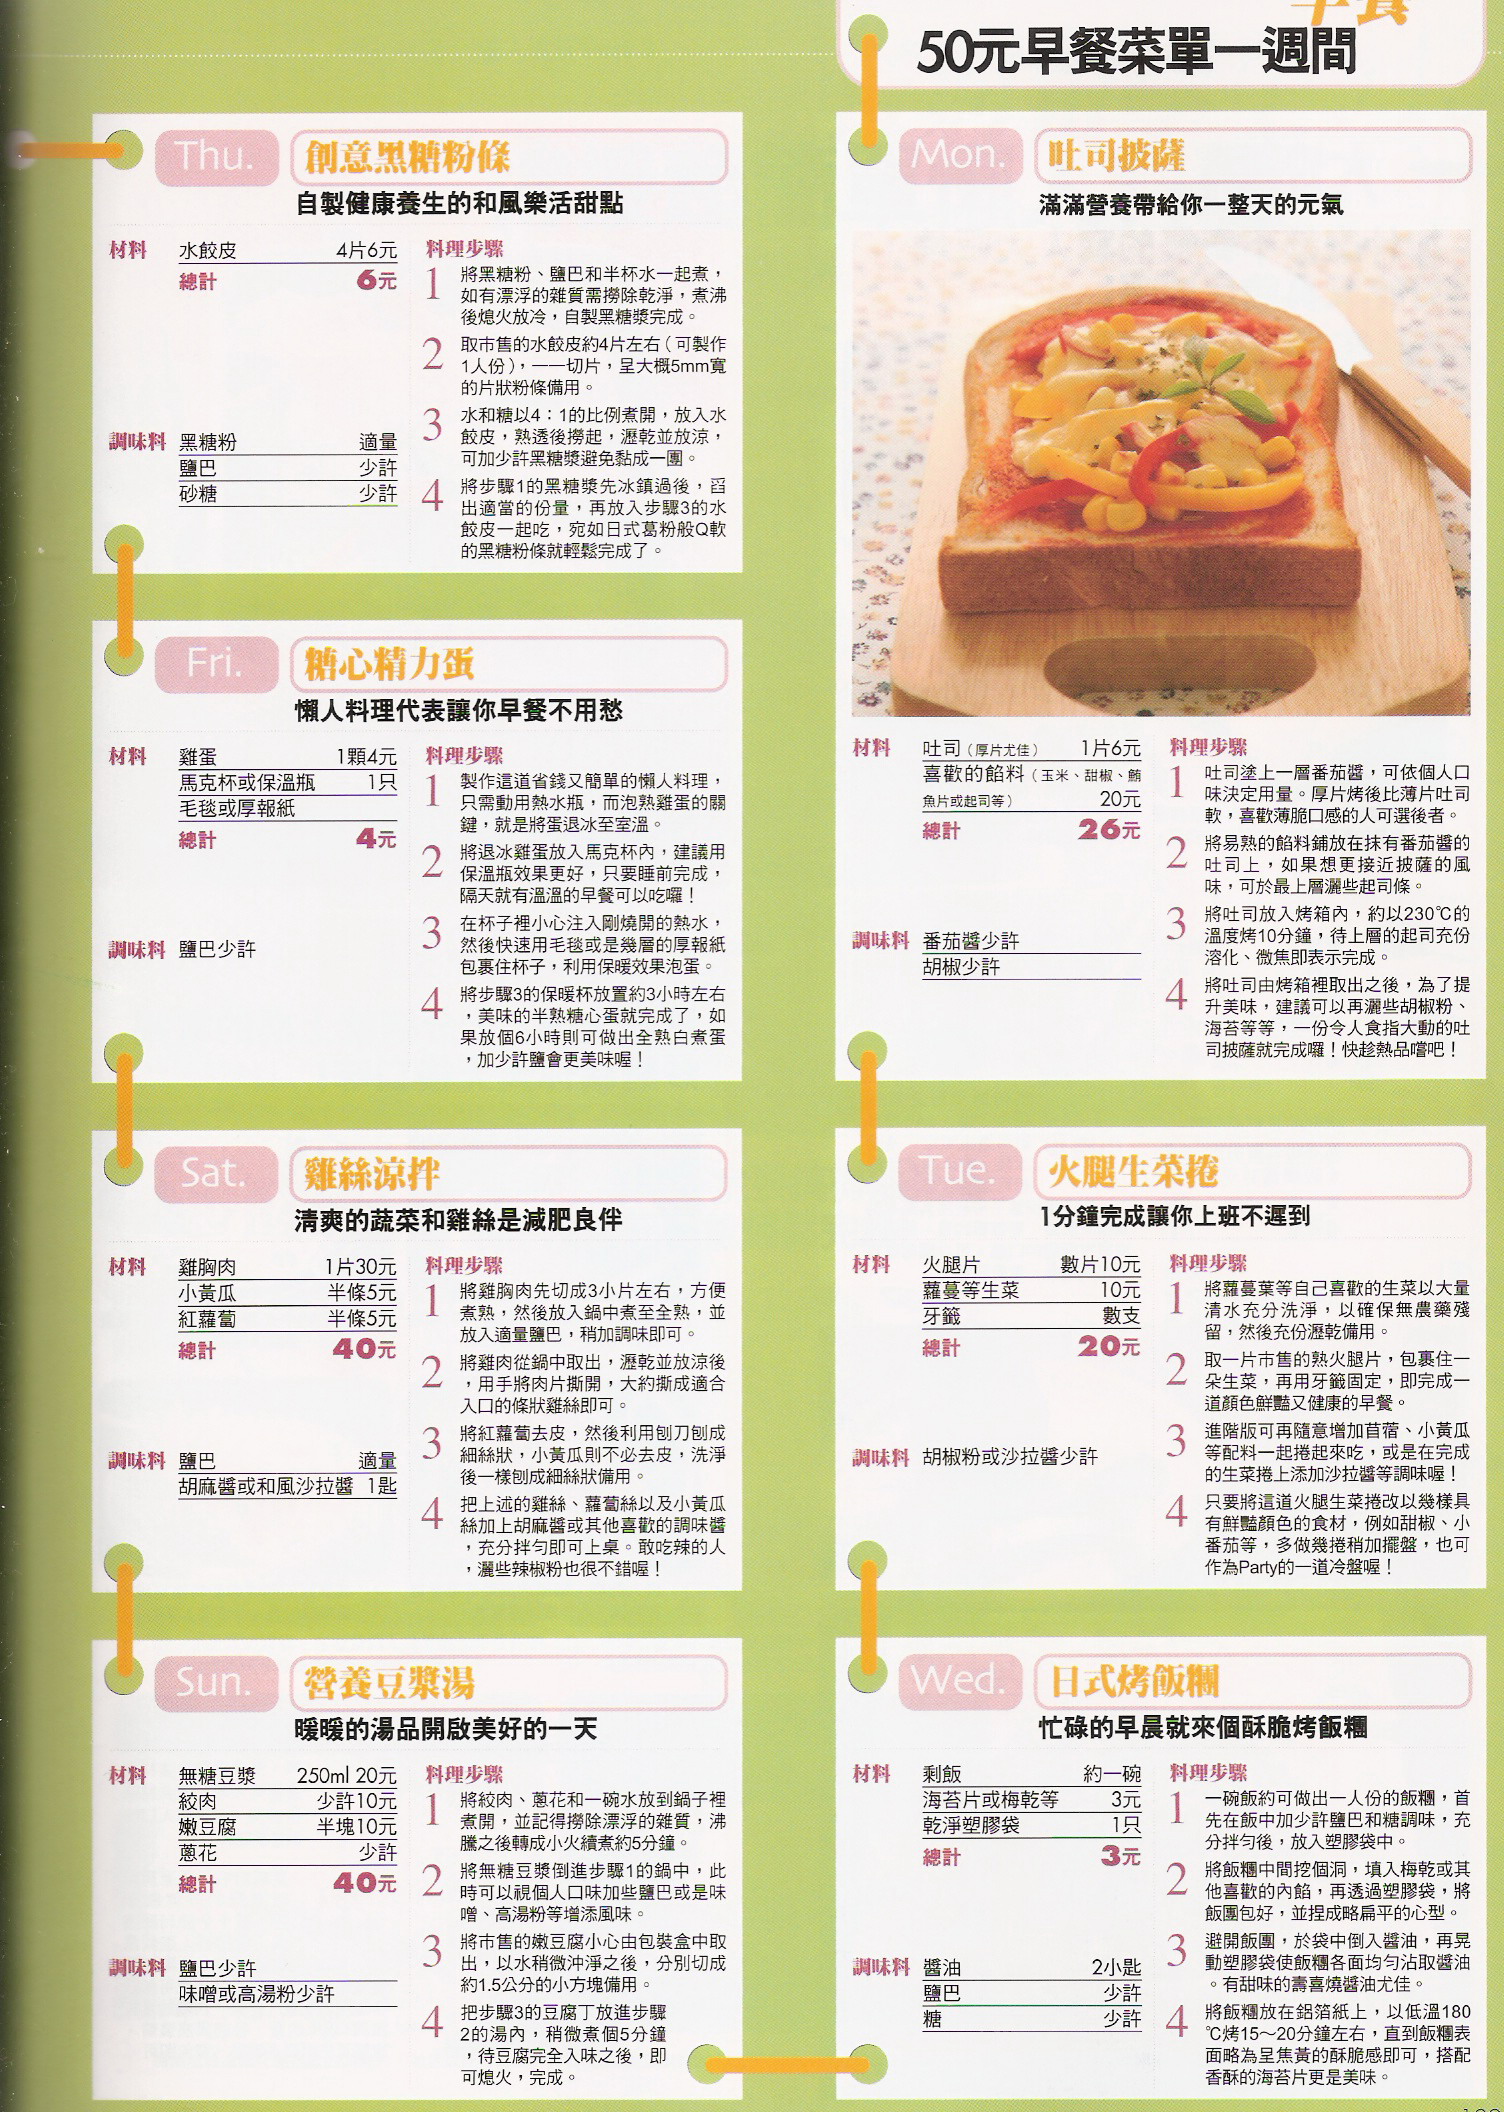 50元早餐菜單一週間
Mon.
吐司披薩
滿滿營養帶給你一整天的元氣
材料
吐司（厚片尤佳） 1片6元
喜歡的餡料（玉米、甜椒、鮪
魚片或起司等） 20元
總計 26元
調味料
番茄醬少許
胡椒少許
料理步驟
1 吐司塗上一層番茄醬，可依個人口
味決定用量。厚片烤後比薄片吐司
軟，喜歡薄脆口感的人可選後者。
2 將易熟的餡料鋪放在抹有番茄醬的
吐司上，如果想更接近披薩的風
味，可於最上層灑些起司條。
3 將吐司放入烤箱內，約以230℃的
溫度烤10分鐘，待上層的起司充份
溶化、微焦即表示完成。
4 將吐司由烤箱裡取出之後，為了提
升美味，建議可以再灑些胡椒粉、
海苔等等，一份令人食指大動的吐
司披薩就完成囉！快趁熱品嚐吧！
Tue.
火腿生菜捲
1分鐘完成讓你上班不遲到
材料
火腿片 數片10元
蘿蔓等生菜 10元
牙籤 數支
總計 20元
調味料 胡椒粉或沙拉醬少許
料理步驟
1 將蘿蔓葉等自己喜歡的生菜以大量
清水充分洗淨，以確保無農藥殘
留，然後充份瀝乾備用。
2 取一片市售的熟火腿片，包裹住一
朵生菜，再用牙籤固定，即完成一
道顏色鮮豔又健康的早餐。
3 進階版可再隨意增加苜蓿、小黃瓜
等配料一起捲起來吃，或是在完成
的生菜捲上添加沙拉醬等調味喔！
4 只要將這道火腿生菜捲改以幾樣具
有鮮豔顏色的食材，例如甜椒、小
番茄等，多做幾捲稍加擺盤，也可
作為Party的一道冷盤喔！
Wed.
日式烤飯糰
忙碌的早晨就來個酥脆烤飯糰
材料
剩飯 約一碗
海苔片或梅乾等 3元
乾淨塑膠袋 1只
總計 3元
調味料
醬油 2小匙
鹽巴 少許
糖 少許
料理步驟
1 一碗飯約可做出一人份的飯糰，首
先在飯中加少許鹽巴和糖調味，充
分拌勻後，放入塑膠袋中。
2 將飯糰中間挖個洞，填入梅乾或其
他喜歡的內餡，再透過塑膠袋，將
飯團包好，並捏成略扁平的心型。
3 避開飯團，於袋中倒入醬油，再晃
動塑膠袋使飯糰各面均勻沾取醬油
。有甜味的壽喜燒醬油尤佳。
4 將飯糰放在鋁箔紙上，以低溫180
℃烤15～20分鐘左右，直到飯糰表
面略為呈焦黃的酥脆感即可，搭配
香酥的海苔片更是美味。
Thu.
創意黑糖粉條
自製健康養生的和風樂活甜點
材料
水餃皮 4片6元
總計 6元
調味料
黑糖粉 適量
鹽巴 少許
砂糖 少許
料理步驟
1 將黑糖粉、鹽巴和半杯水一起煮，
如有漂浮的雜質需撈除乾淨，煮沸
後熄火放冷，自製黑糖漿完成。
2 取市售的水餃皮約4片左右（可製作
1人份），一一切片，呈大概5mm寬
的片狀粉條備用。
3 水和糖以4：1的比例煮開，放入水
餃皮，熟透後撈起，瀝乾並放涼，
可加少許黑糖漿避免黏成一團。
4 將步驟1的黑糖漿先冰鎮過後，舀
出適當的份量，再放入步驟3的水
餃皮一起吃，宛如日式葛粉般Q軟
的黑糖粉條就輕鬆完成了。
Fri.
糖心精力蛋
懶人料理代表讓你早餐不用愁
材料
雞蛋 1顆4元
馬克杯或保溫瓶 1只
毛毯或厚報紙
總計 4元
調味料 鹽巴少許
料理步驟
1 製作這道省錢又簡單的懶人料理，
只需動用熱水瓶，而泡熟雞蛋的關
鍵，就是將蛋退冰至室溫。
2 將退冰雞蛋放入馬克杯內，建議用
保溫瓶效果更好，只要睡前完成，
隔天就有溫溫的早餐可以吃囉！
3 在杯子裡小心注入剛燒開的熱水，
然後快速用毛毯或是幾層的厚報紙
包裹住杯子，利用保暖效果泡蛋。
4 將步驟3的保暖杯放置約3小時左右
，美味的半熟糖心蛋就完成了，如
果放個6小時則可做出全熟白煮蛋
，加少許鹽會更美味喔！
Sat.
雞絲涼拌
清爽的蔬菜和雞絲是減肥良伴
材料
雞胸肉 1片30元
小黃瓜 半條5元
紅蘿蔔 半條5元
總計 40元
調味料
鹽巴 適量
胡麻醬或和風沙拉醬 1匙
料理步驟
1 將雞胸肉先切成3小片左右，方便
煮熟，然後放入鍋中煮至全熟，並
放入適量鹽巴，稍加調味即可。
2 將雞肉從鍋中取出，瀝乾並放涼後
，用手將肉片撕開，大約撕成適合
入口的條狀雞絲即可。
3 將紅蘿蔔去皮，然後利用刨刀刨成
細絲狀，小黃瓜則不必去皮，洗淨
後一樣刨成細絲狀備用。
4 把上述的雞絲、蘿蔔絲以及小黃瓜
絲加上胡麻醬或其他喜歡的調味醬
，充分拌勻即可上桌。敢吃辣的人
，灑些辣椒粉也很不錯喔！
Sun.
營養豆漿湯
暖暖的湯品開啟美好的一天
材料
無糖豆漿 250ml 20元
絞肉 少許10元
嫩豆腐 半塊10元
蔥花 少許
總計 40元
調味料
鹽巴少許
味噌或高湯粉少許
料理步驟
1 將絞肉、蔥花和一碗水放到鍋子裡
煮開，並記得撈除漂浮的雜質，沸
騰之後轉成小火續煮約5分鐘。
2 將無糖豆漿倒進步驟1的鍋中，此
時可以視個人口味加些鹽巴或是味
噌、高湯粉等增添風味。
3 將市售的嫩豆腐小心由包裝盒中取
出，以水稍微沖淨之後，分別切成
約1.5公分的小方塊備用。
4 把步驟3的豆腐丁放進步驟
2的湯內，稍微煮個5分鐘
，待豆腐完全入味之後，即
可熄火，完成。